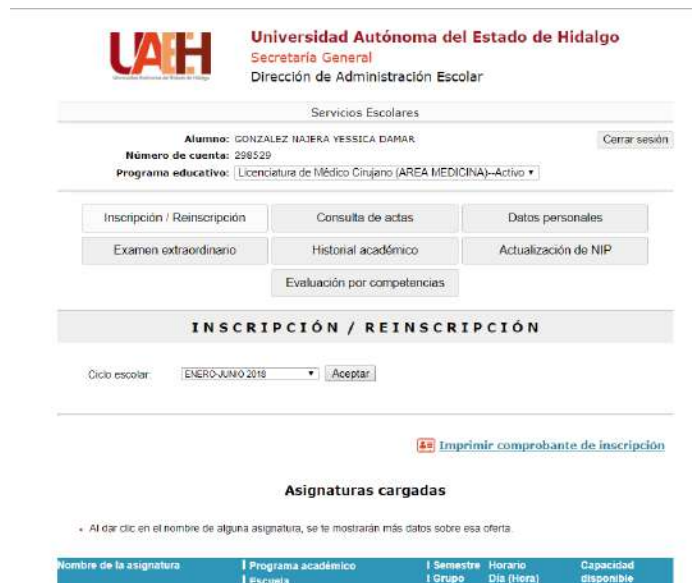 UAEH
Universidad Autónoma del Estado de Hidalgo
Secretaría General
Dirección de Administración Escolar
Servicios Escolares
Alumno: GONZALEZ NAJERA YESSICA DAMAR
Cerrar sesión
Número de cuenta: 298529
Programa educativo: Licenciatura de Médico Cirujano (AREA MEDICINA)--Activo
Inscripción / Reinscripción
Consulta de actas
Datos personales
Examen extraordinario
Historial académico
Actualización de NIP
Evaluación por competencias
INSCRIPCIÓN / REINSCRIPCIÓN
Ciclo escolar: ENERO-JUNIO 2018 Aceptar
Imprimir comprobante de inscripción
Asignaturas cargadas
Al dar clic en el nombre de alguna asignatura, se te mostrarán más datos sobre esa oferta.
Nombre de la asignatura | Programa académico | Semestre Horario Capacidad
| Escuela | Grupo Día (Hora) disponible